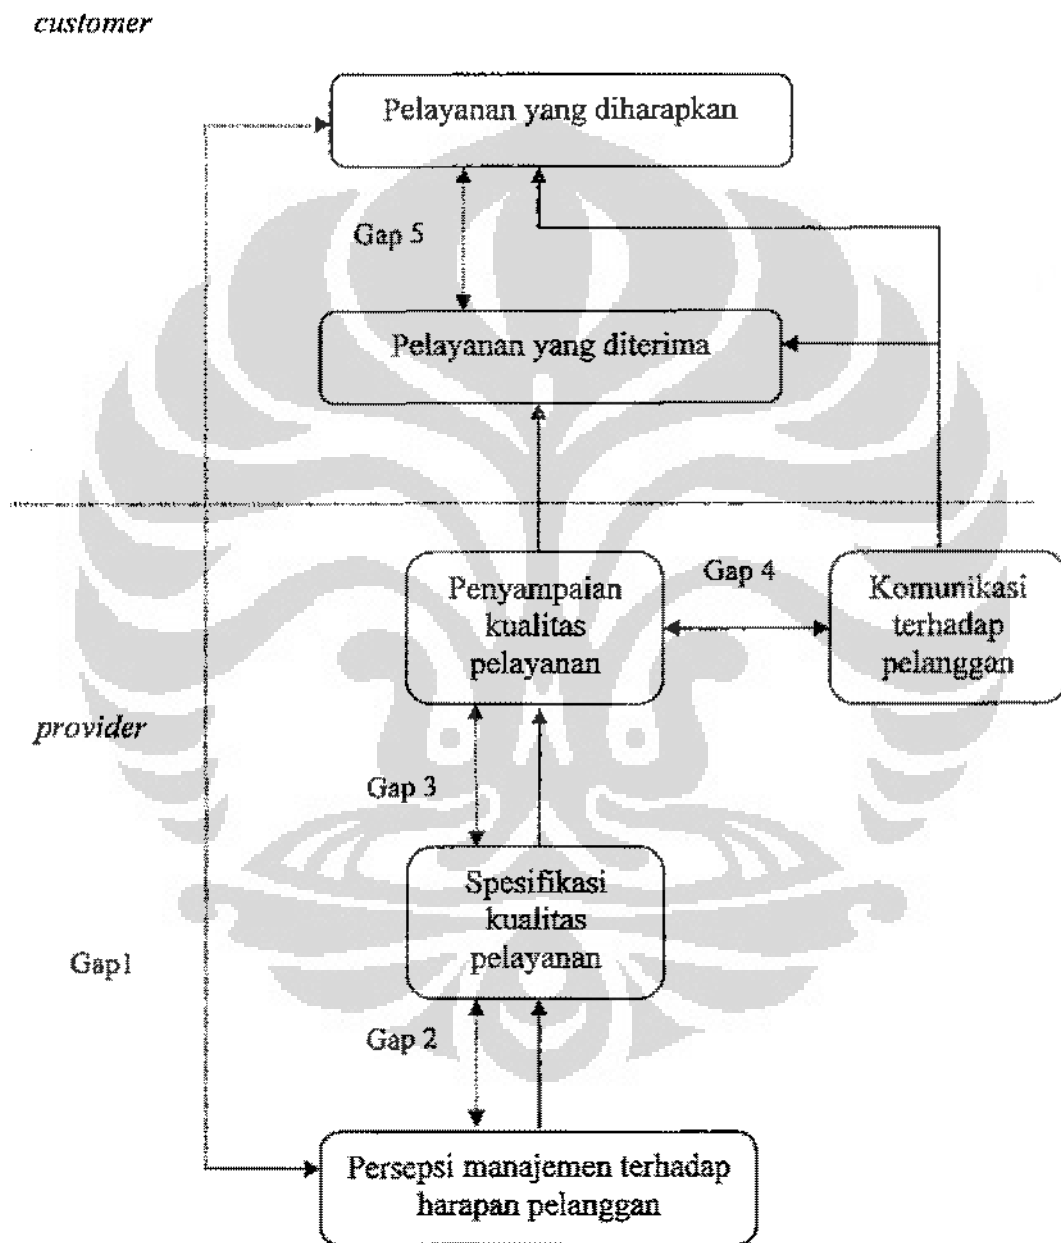 customer
Pelayanan yang diharapkan
Gap 5
Pelayanan yang diterima
Penyampaian
kualitas
pelayanan
Gap 4
Komunikasi
terhadap
pelanggan
provider
Gap 3
Spesifikasi
kualitas
pelayanan
Gap1
Gap 2
Persepsi manajemen terhadap
harapan pelanggan